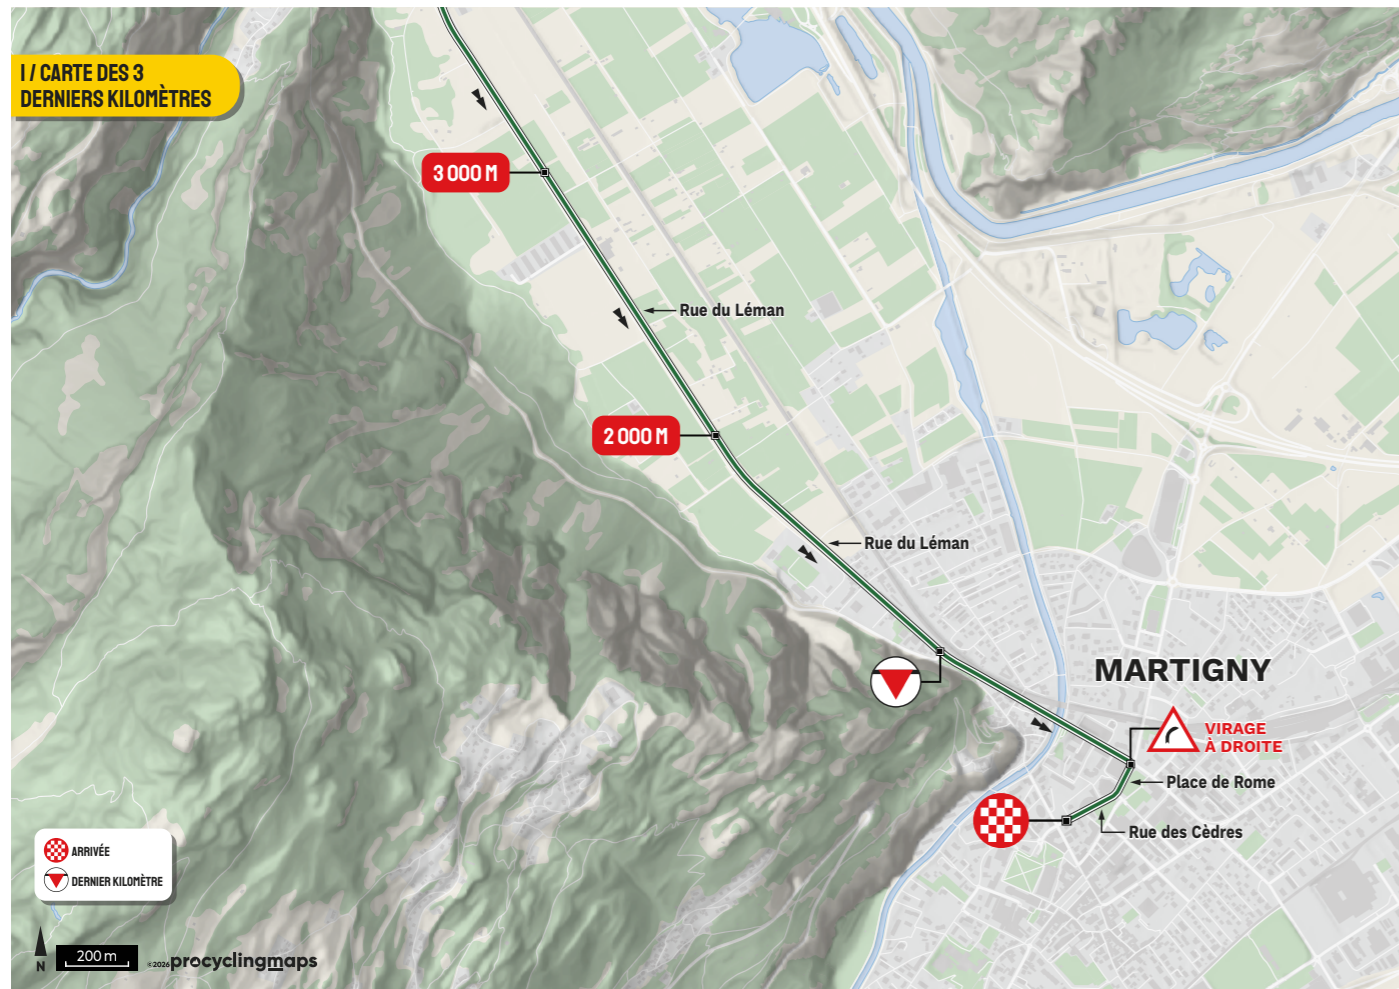 1 / CARTE DES 3
DERNIERS KILOMÈTRES
3 000 M
Rue du Léman
2 000 M
Rue du Léman
MARTIGNY
VIRAGE
À DROITE
Place de Rome
Rue des Cèdres
ARRIVÉE
DERNIER KILOMÈTRE
N
200 m
©2026 procyclingmaps